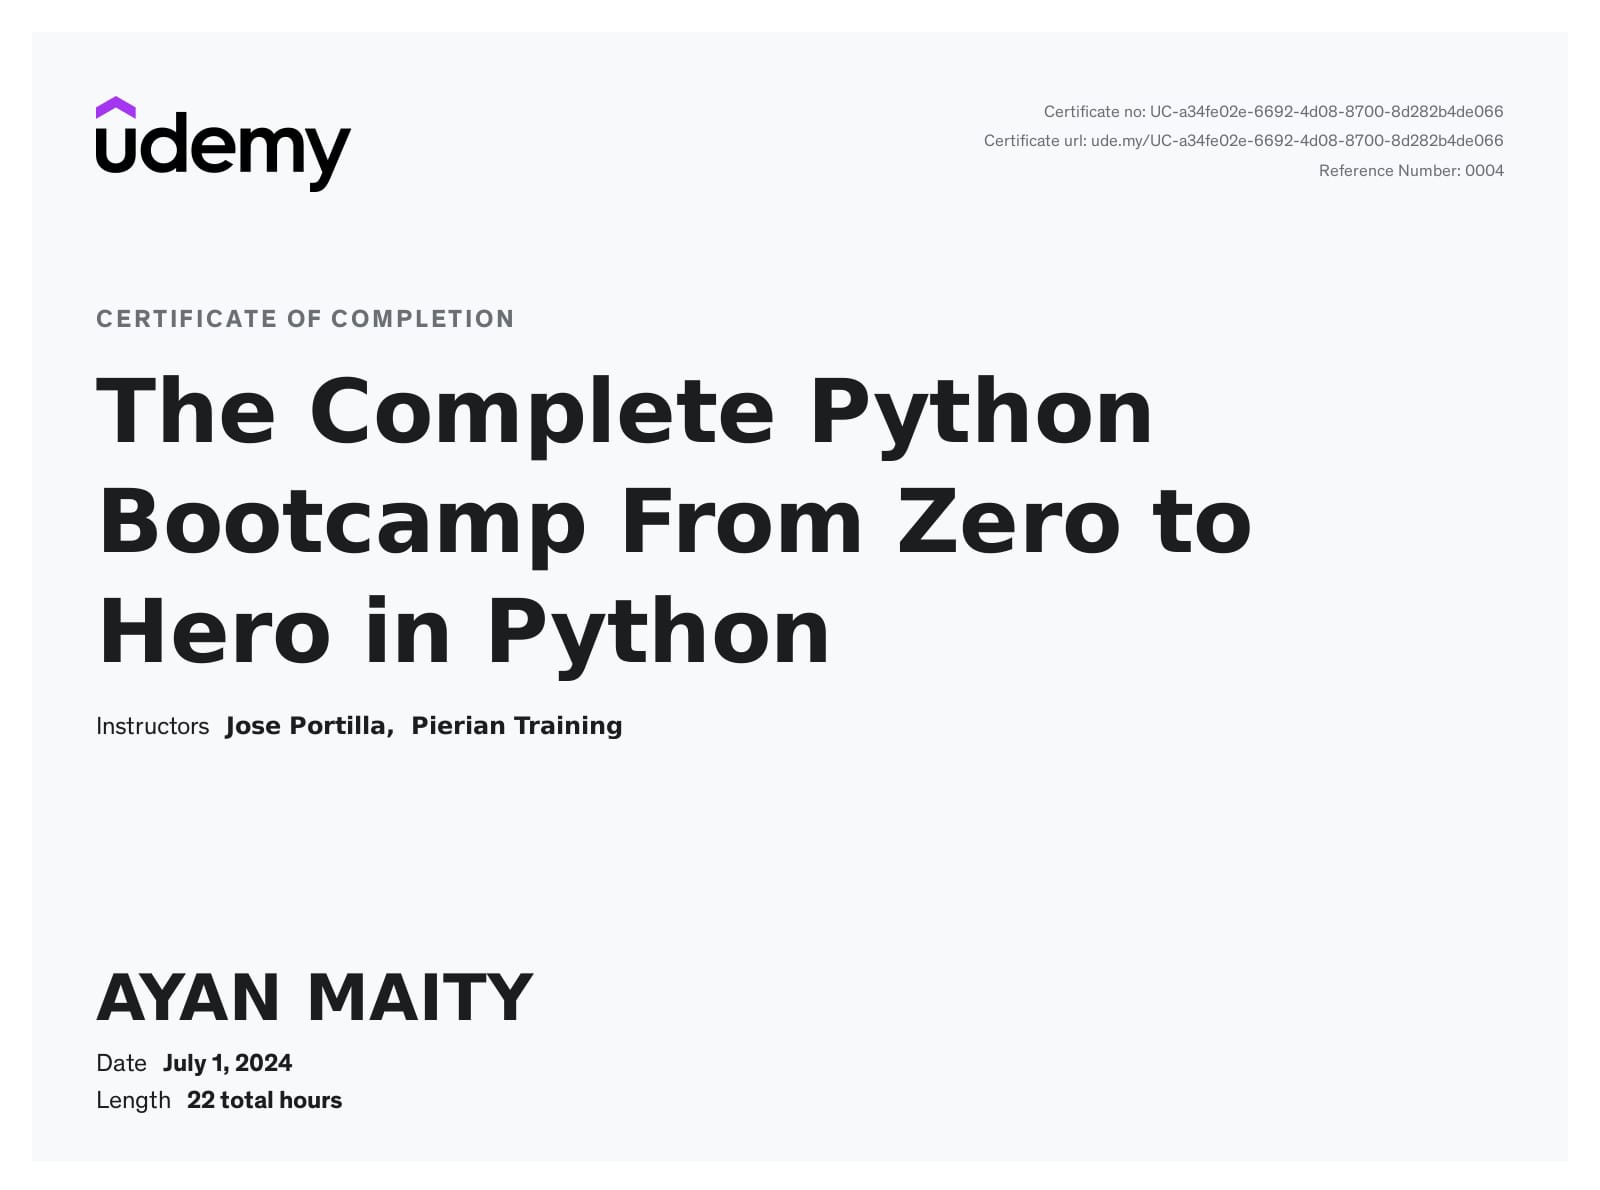 udemy
Certificate no: UC-a34fe02e-6692-4d08-8700-8d282b4de066
Certificate url: ude.my/UC-a34fe02e-6692-4d08-8700-8d282b4de066
Reference Number: 0004
CERTIFICATE OF COMPLETION
The Complete Python
Bootcamp From Zero to
Hero in Python
Instructors Jose Portilla, Pierian Training
AYAN MAITY
Date July 1, 2024
Length 22 total hours